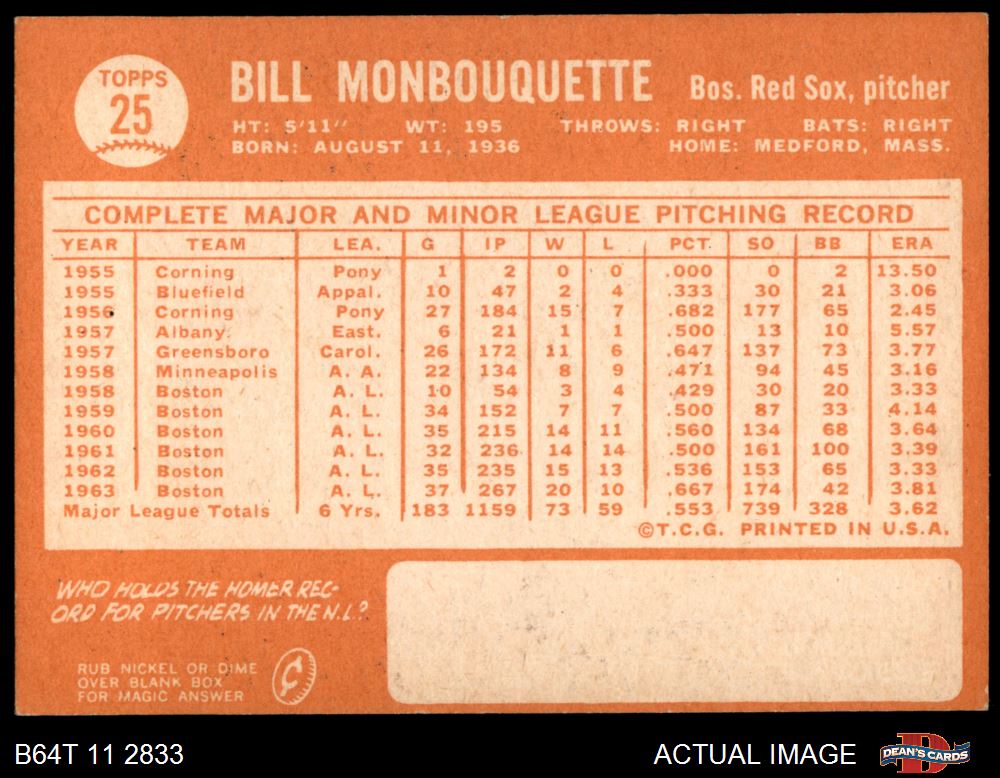 TOPPS
25
BILL MONBOUQUETTE Bos. Red Sox, pitcher
HT: 5'11" WT: 195 THROWS: RIGHT BATS: RIGHT
BORN: AUGUST 11, 1936 HOME: MEDFORD, MASS.
COMPLETE MAJOR AND MINOR LEAGUE PITCHING RECORD
YEAR TEAM LEA. G IP W L PCT. SO BB ERA
1955 Corning Pony 1 2 0 0 .000 0 2 13.50
1955 Bluefield Appal. 10 47 2 4 .333 30 21 3.06
1956 Corning Pony 27 184 15 7 .682 177 65 2.45
1957 Albany East. 6 21 1 1 .500 13 10 5.57
1957 Greensboro Carol. 26 172 11 6 .647 137 73 3.77
1958 Minneapolis A. A. 22 134 8 9 .471 94 45 3.16
1958 Boston A. L. 10 54 3 4 .429 30 20 3.33
1959 Boston A. L. 34 152 7 7 .500 87 33 4.14
1960 Boston A. L. 35 215 14 11 .560 134 68 3.64
1961 Boston A. L. 32 236 14 14 .500 161 100 3.39
1962 Boston A. L. 35 235 15 13 .536 153 65 3.33
1963 Boston A. L. 37 267 20 10 .667 174 42 3.81
Major League Totals 6 Yrs. 183 1159 73 59 .553 739 328 3.62
©T.C.G. PRINTED IN U.S.A.
WHO HOLDS THE HOMER REC-
ORD FOR PITCHERS IN THE N.L.?
RUB NICKEL OR DIME
OVER BLANK BOX
FOR MAGIC ANSWER
¢
B64T 11 2833 ACTUAL IMAGE DEAN'S CARDS